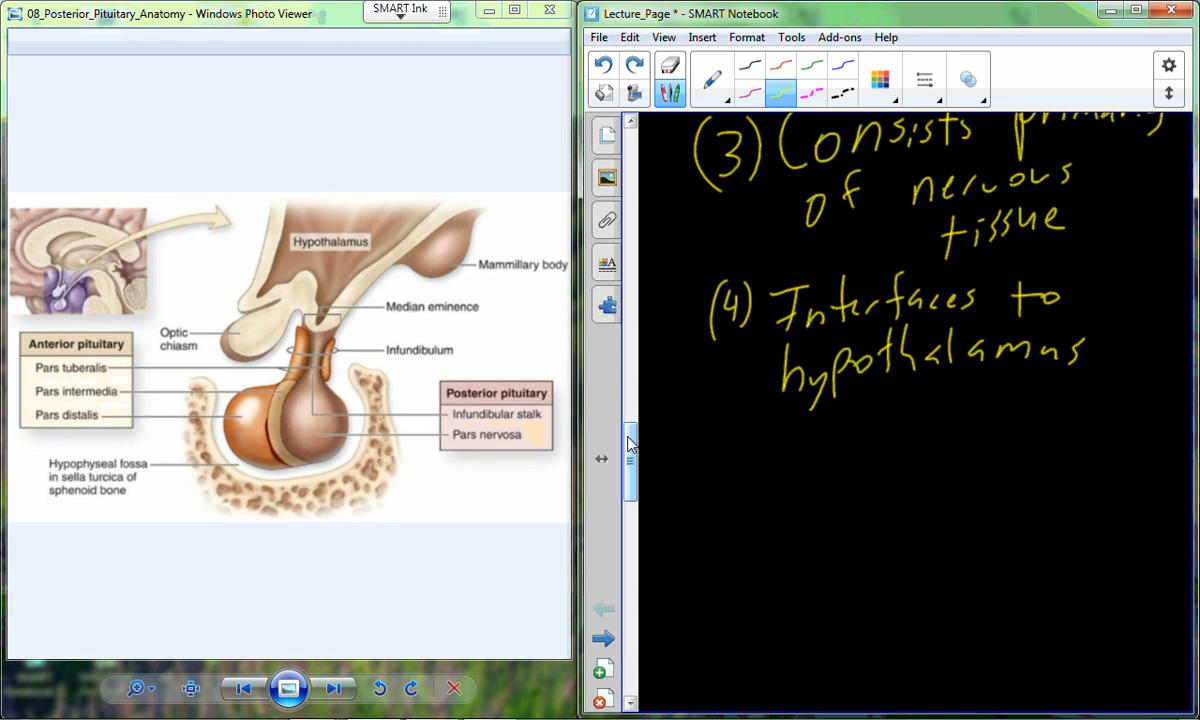 08_Posterior_Pituitary_Anatomy - Windows Photo Viewer
SMART Ink
Hypothalamus
Mammillary body
Median eminence
Optic
chiasm
Infundibulum
Anterior pituitary
Pars tuberalis
Pars intermedia
Pars distalis
Posterior pituitary
Infundibular stalk
Pars nervosa
Hypophyseal fossa
in sella turcica of
sphenoid bone
Lecture_Page * - SMART Notebook
File Edit View Insert Format Tools Add-ons Help
(3) Consists
of nervous
tissue
(4) Interfaces to
hypothalamus